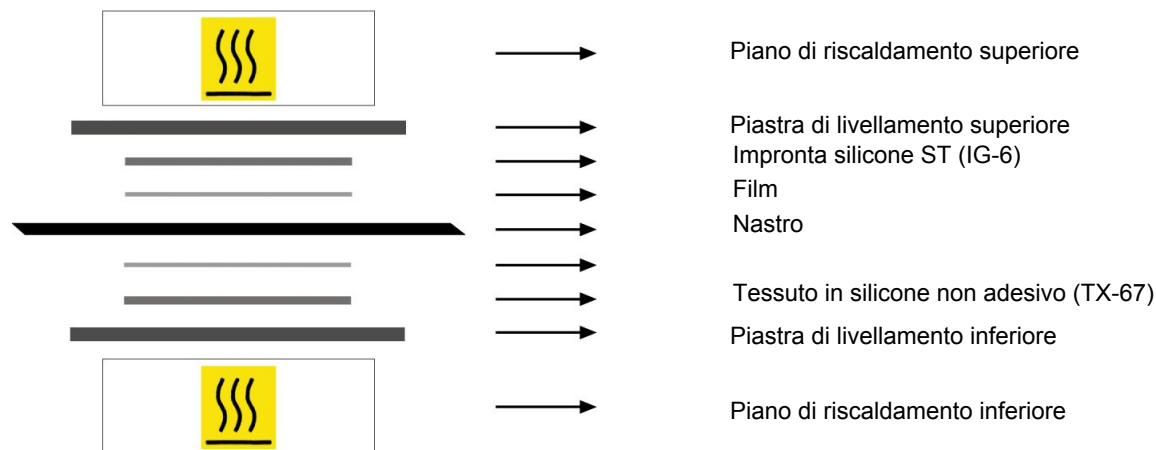 Piano di riscaldamento superiore
Piastra di livellamento superiore
Impronta silicone ST (IG-6)
Film
Nastro
Tessuto in silicone non adesivo (TX-67)
Piastra di livellamento inferiore
Piano di riscaldamento inferiore